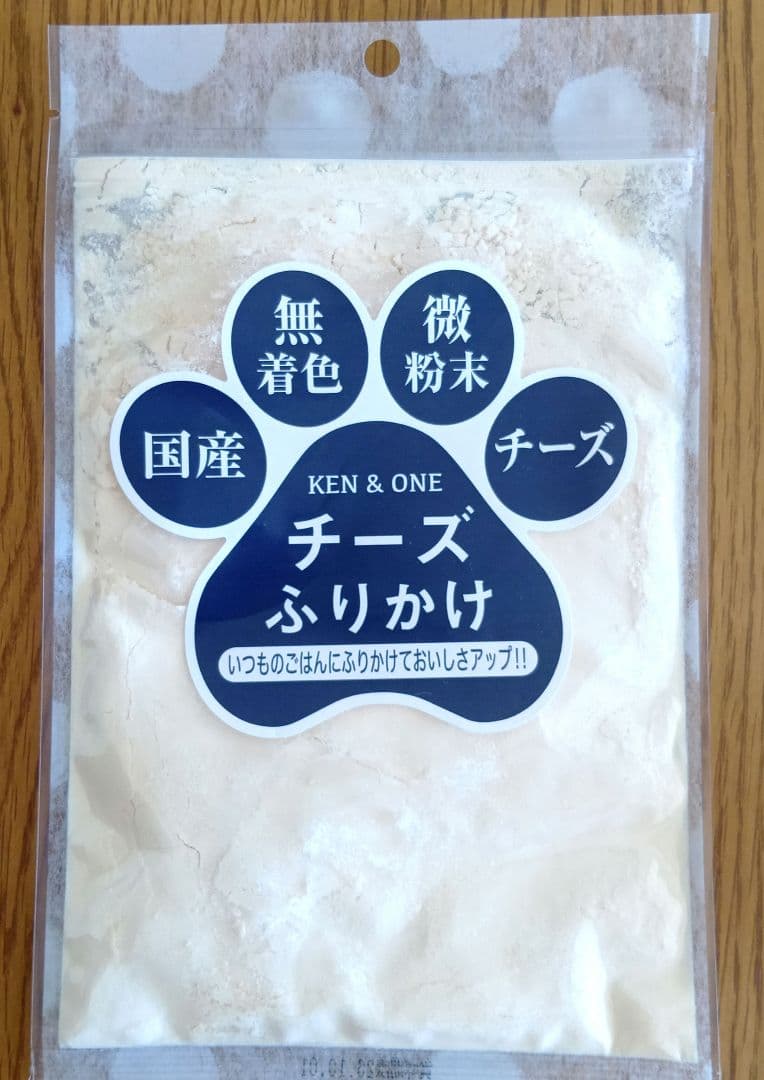 無
着色
微
粉末
国産
チーズ
KEN & ONE
チーズ
ふりかけ
いつものごはんにふりかけておいしさアップ!!